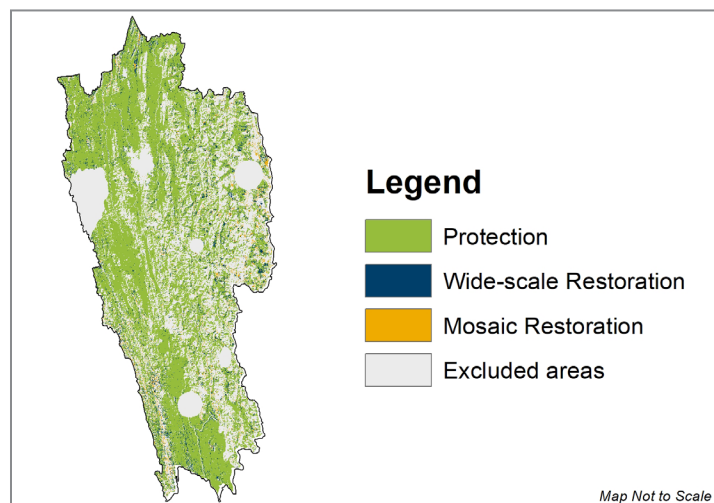 Legend
Protection
Wide-scale Restoration
Mosaic Restoration
Excluded areas
Map Not to Scale